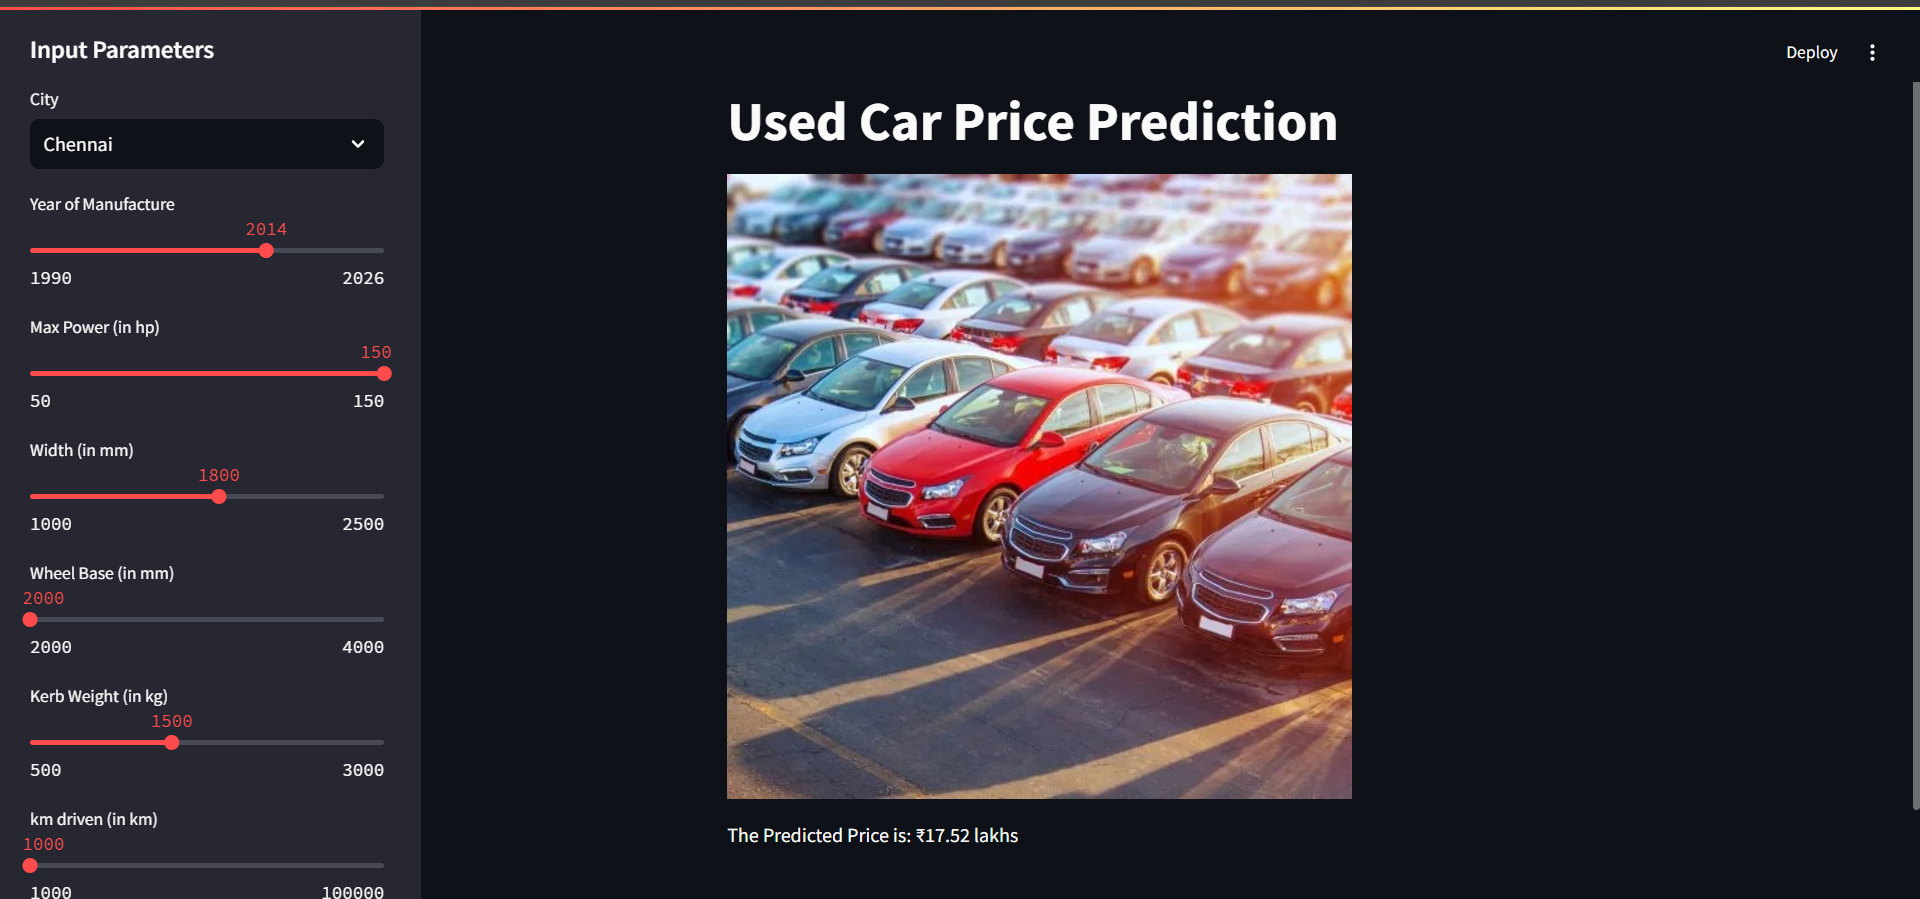 Input Parameters
City
Chennai
Year of Manufacture
2014
1990 2026
Max Power (in hp)
150
50 150
Width (in mm)
1800
1000 2500
Wheel Base (in mm)
2000
2000 4000
Kerb Weight (in kg)
1500
500 3000
km driven (in km)
1000
1000 100000
Deploy
Used Car Price Prediction
The Predicted Price is: ₹17.52 lakhs